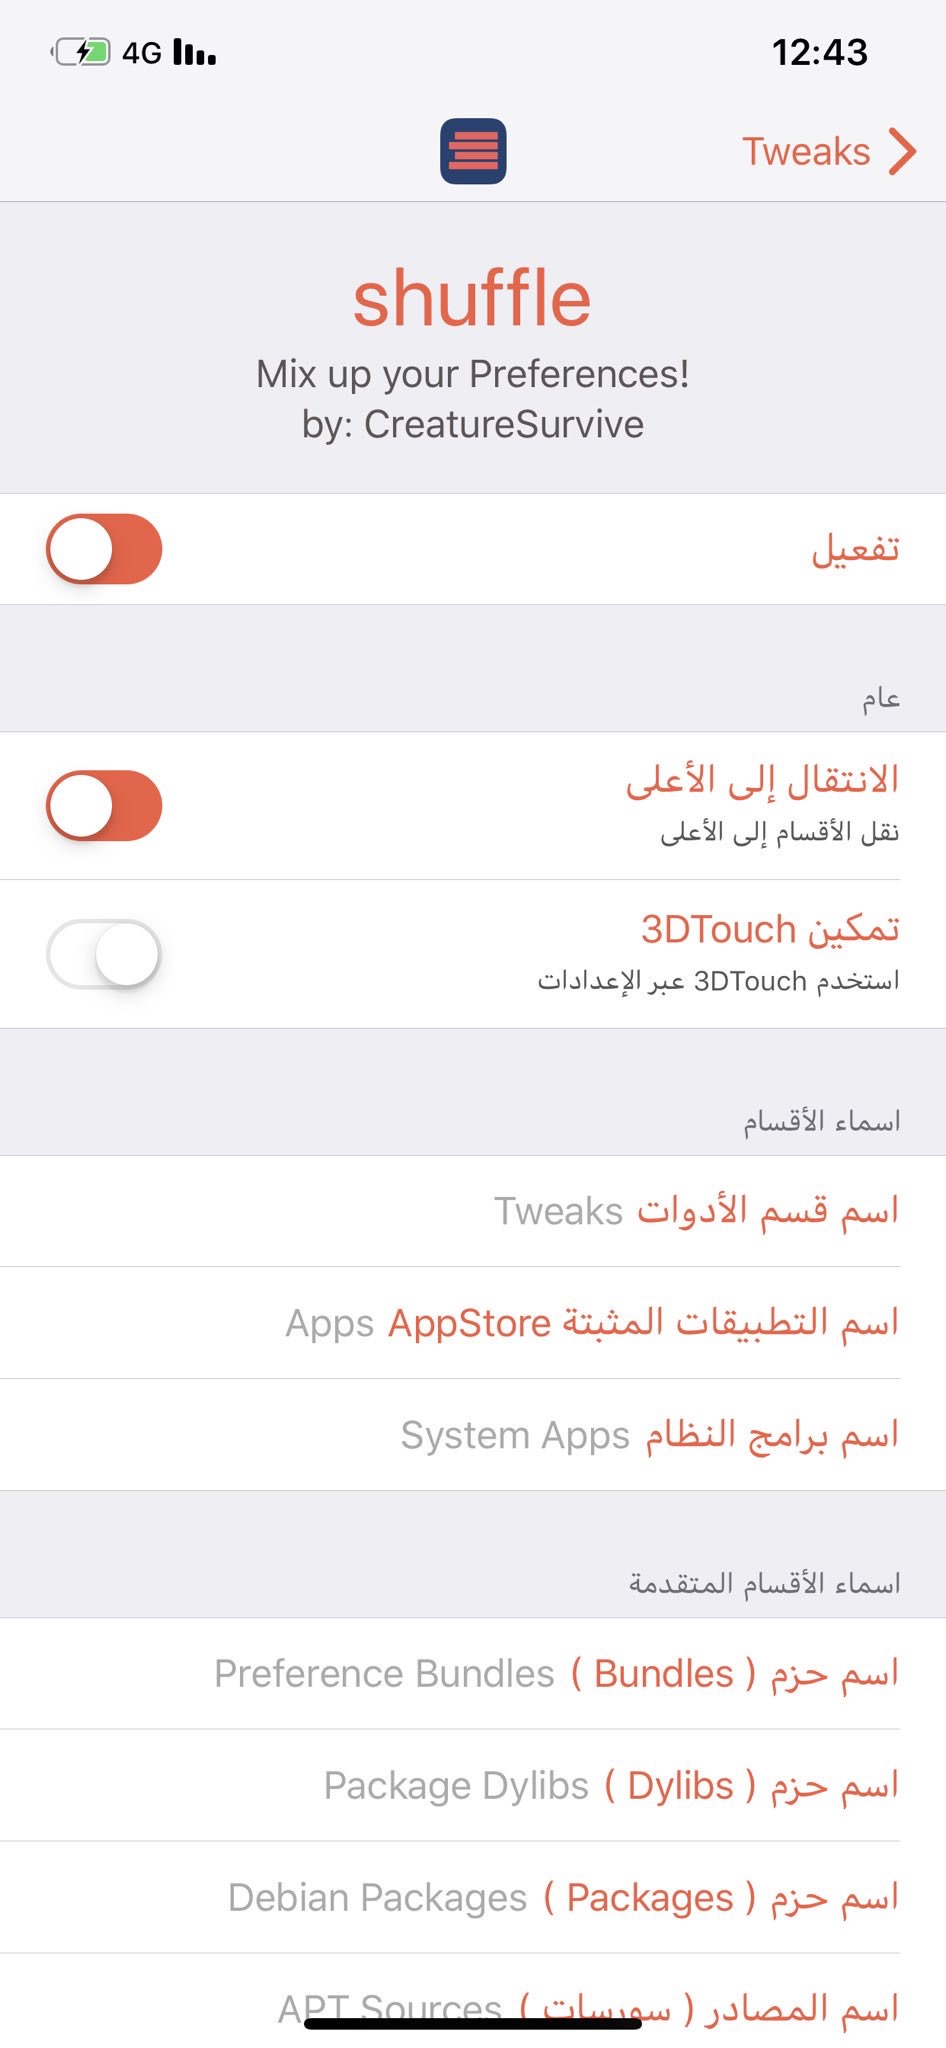 12:43
4G
Tweaks
shuffle
Mix up your Preferences!
by: CreatureSurvive
تفعيل
عام
الانتقال إلى الأعلى
نقل الأقسام إلى الأعلى
تمكين 3DTouch
استخدم 3DTouch عبر الإعدادات
اسماء الأقسام
اسم قسم الأدوات Tweaks
اسم التطبيقات المثبتة AppStore Apps
اسم برامج النظام System Apps
اسماء الأقسام المتقدمة
اسم حزم ( Bundles ) Preference Bundles
اسم حزم ( Dylibs ) Package Dylibs
اسم حزم ( Packages ) Debian Packages
اسم المصادر ( سورسات ) APT Sources